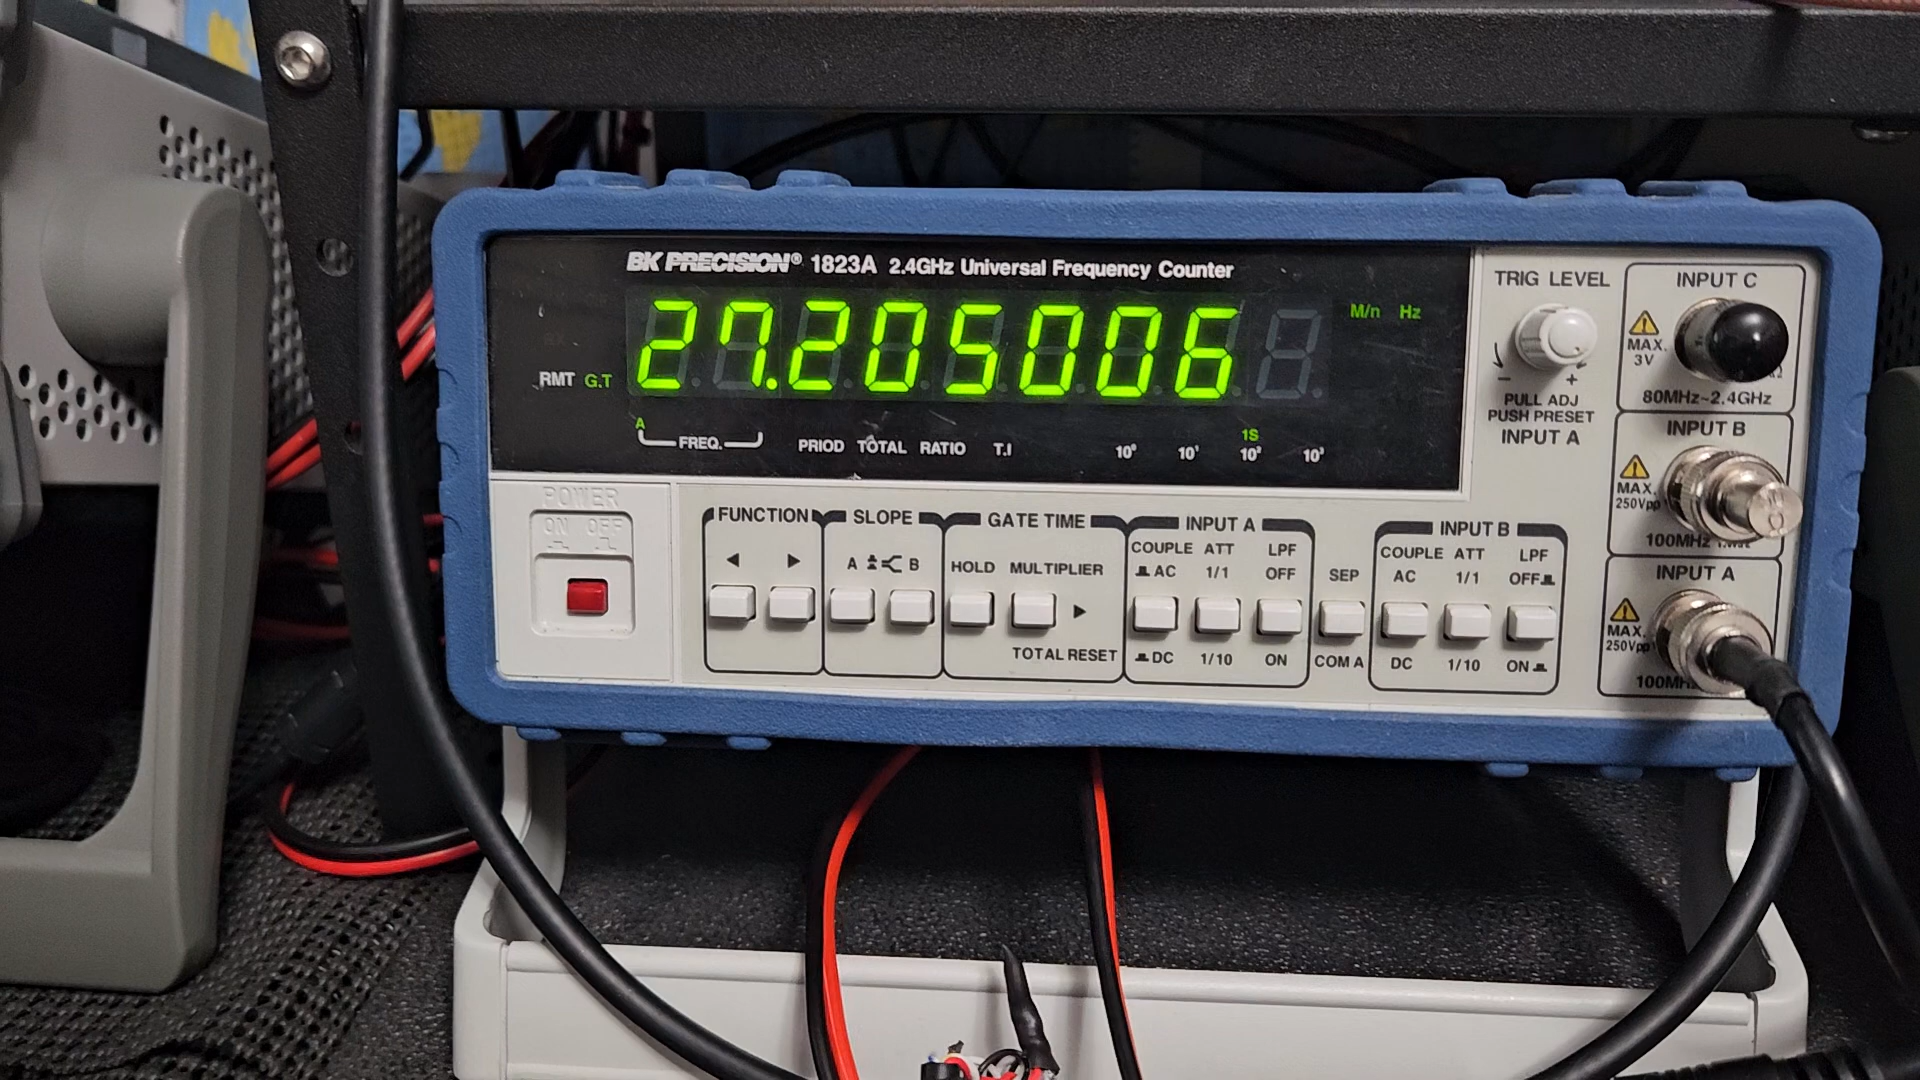 BK PRECISION® 1823A 2.4GHz Universal Frequency Counter
27.205006
M/n Hz
RMT G.T
A
FREQ.
PRIOD TOTAL RATIO T.I
1S
10⁰ 10¹ 10² 10³
TRIG LEVEL
- +
PULL ADJ
PUSH PRESET
INPUT A
INPUT C
MAX.
3V
80MHz~2.4GHz
INPUT B
MAX.
250Vpp
100MHz
INPUT A
MAX.
250Vpp
100MHz
POWER
ON OFF
FUNCTION
SLOPE
A B
GATE TIME
HOLD MULTIPLIER
TOTAL RESET
INPUT A
COUPLE ATT LPF
AC 1/1 OFF
DC 1/10 ON
SEP
COM A
INPUT B
COUPLE ATT LPF
AC 1/1 OFF
DC 1/10 ON